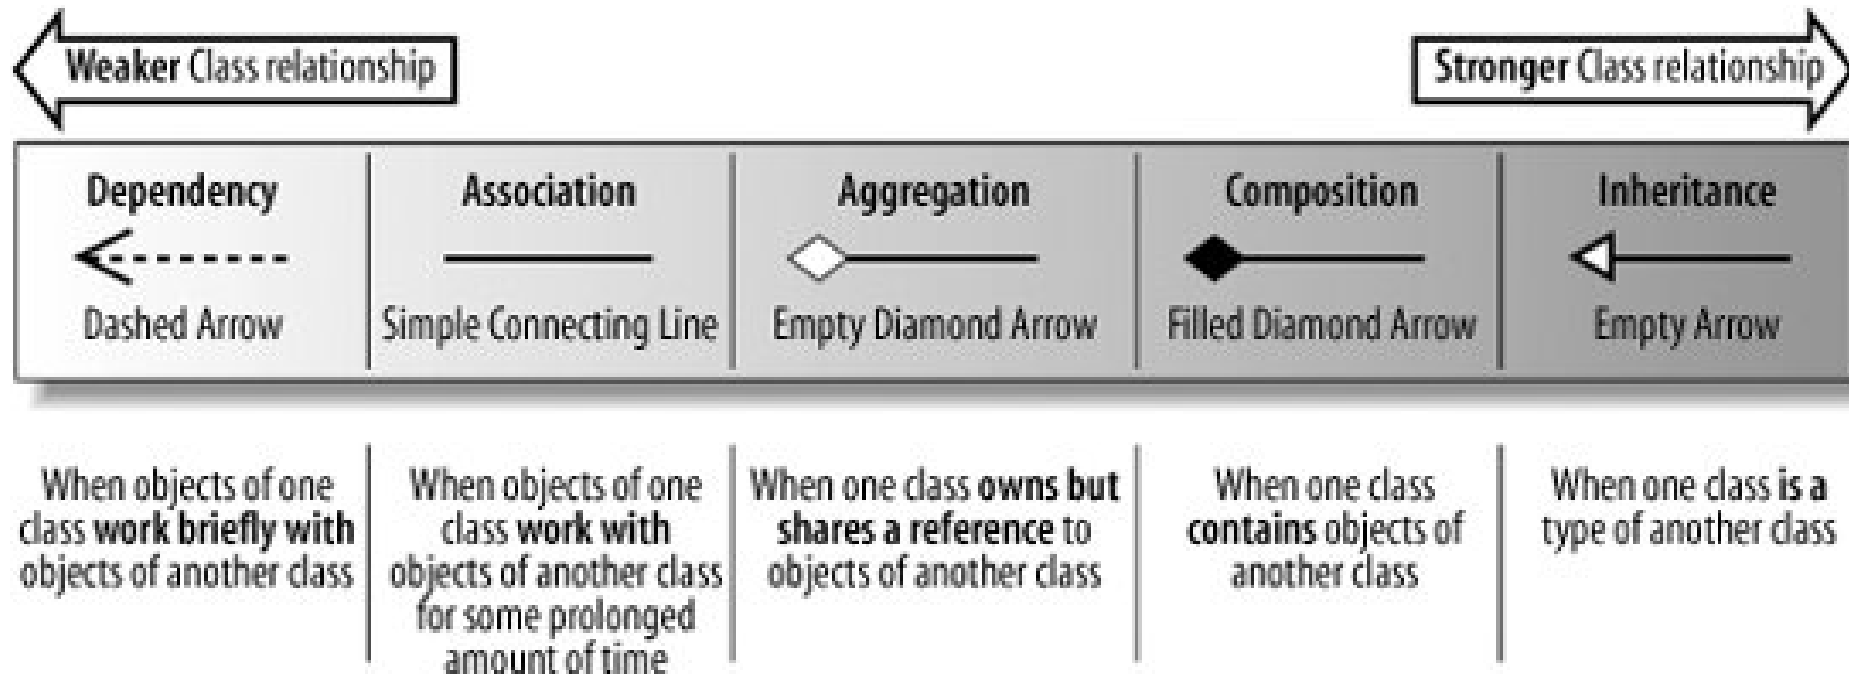 Weaker Class relationship
Stronger Class relationship
Dependency
Dashed Arrow
Association
Simple Connecting Line
Aggregation
Empty Diamond Arrow
Composition
Filled Diamond Arrow
Inheritance
Empty Arrow
When objects of one
class work briefly with
objects of another class
When objects of one
class work with
objects of another class
for some prolonged
amount of time
When one class owns but
shares a reference to
objects of another class
When one class
contains objects of
another class
When one class is a
type of another class